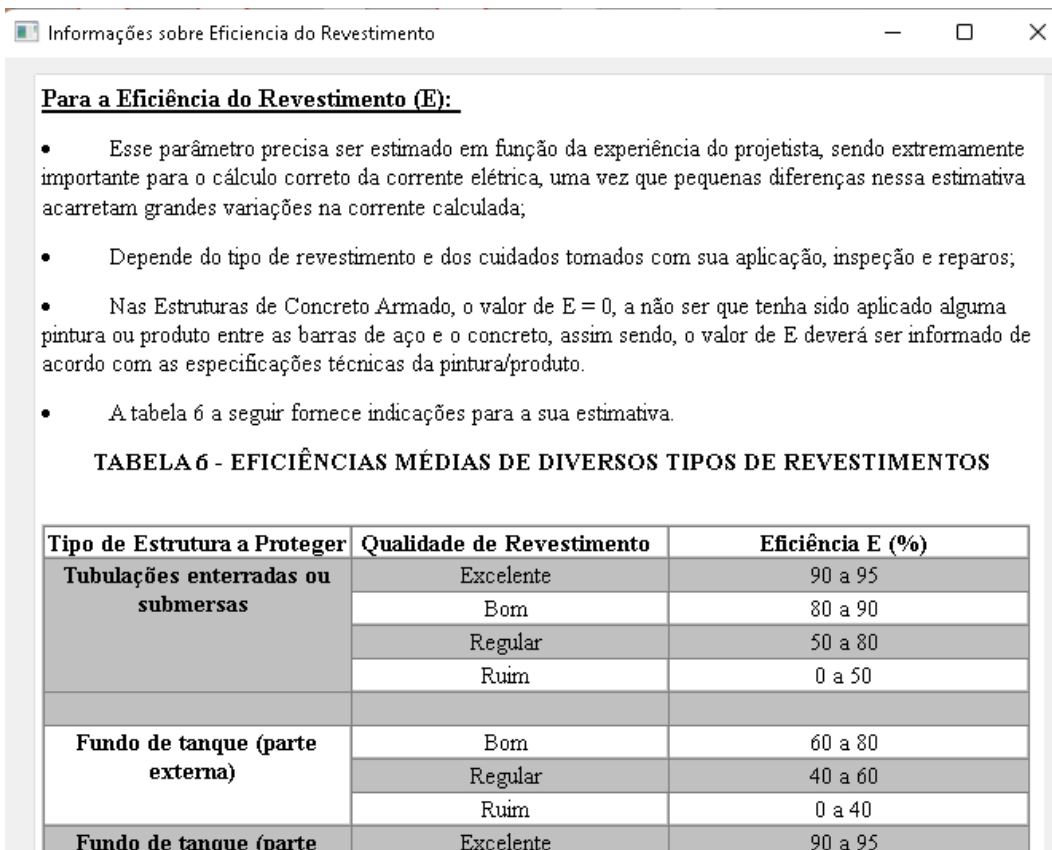 Informações sobre Eficiencia do Revestimento
Para a Eficiência do Revestimento (E):
• Esse parâmetro precisa ser estimado em função da experiência do projetista, sendo extremamente
importante para o cálculo correto da corrente elétrica, uma vez que pequenas diferenças nessa estimativa
acarretam grandes variações na corrente calculada;
• Depende do tipo de revestimento e dos cuidados tomados com sua aplicação, inspeção e reparos;
• Nas Estruturas de Concreto Armado, o valor de E = 0, a não ser que tenha sido aplicado alguma
pintura ou produto entre as barras de aço e o concreto, assim sendo, o valor de E deverá ser informado de
acordo com as especificações técnicas da pintura/produto.
• A tabela 6 a seguir fornece indicações para a sua estimativa.
TABELA 6 - EFICIÊNCIAS MÉDIAS DE DIVERSOS TIPOS DE REVESTIMENTOS
Tipo de Estrutura a Proteger Qualidade de Revestimento Eficiência E (%)
Tubulações enterradas ou Excelente 90 a 95
submersas Bom 80 a 90
Regular 50 a 80
Ruim 0 a 50
Fundo de tanque (parte Bom 60 a 80
externa) Regular 40 a 60
Ruim 0 a 40
Fundo de tanque (parte Excelente 90 a 95